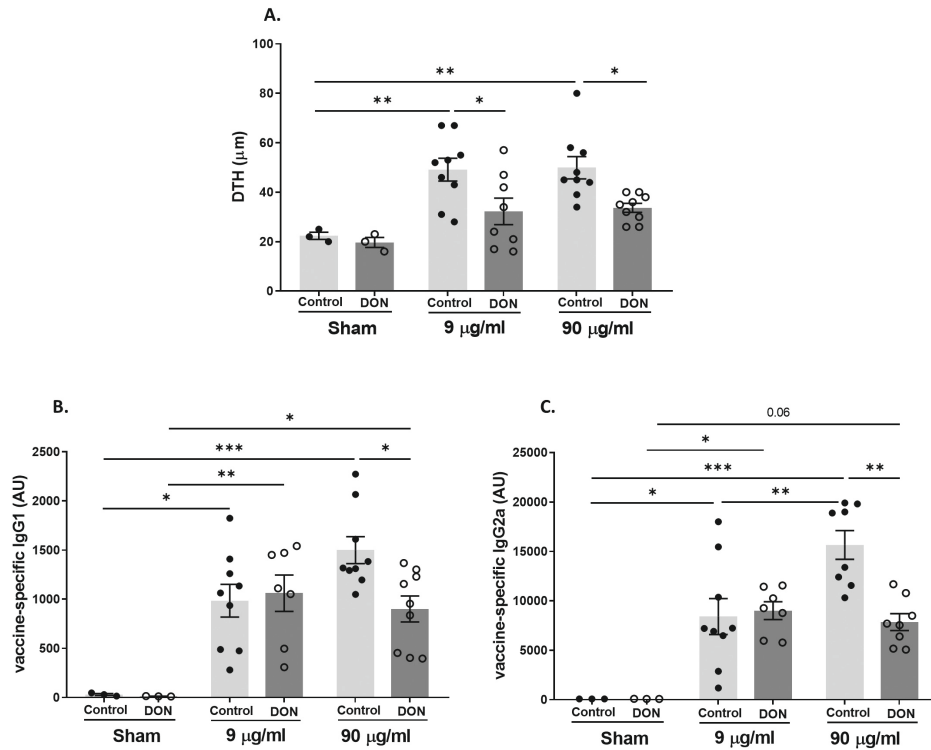 A.
100
80
60
40
20
0
DTH (μm)
** *
** *
Control DON Control DON Control DON
Sham 9 μg/ml 90 μg/ml
B.
2500
2000
1500
1000
500
0
vaccine-specific IgG1 (AU)
*
*** *
**
*
Control DON Control DON Control DON
Sham 9 μg/ml 90 μg/ml
C.
25000
20000
15000
10000
5000
0
vaccine-specific IgG2a (AU)
0.06
*
*** **
* **
Control DON Control DON Control DON
Sham 9 μg/ml 90 μg/ml